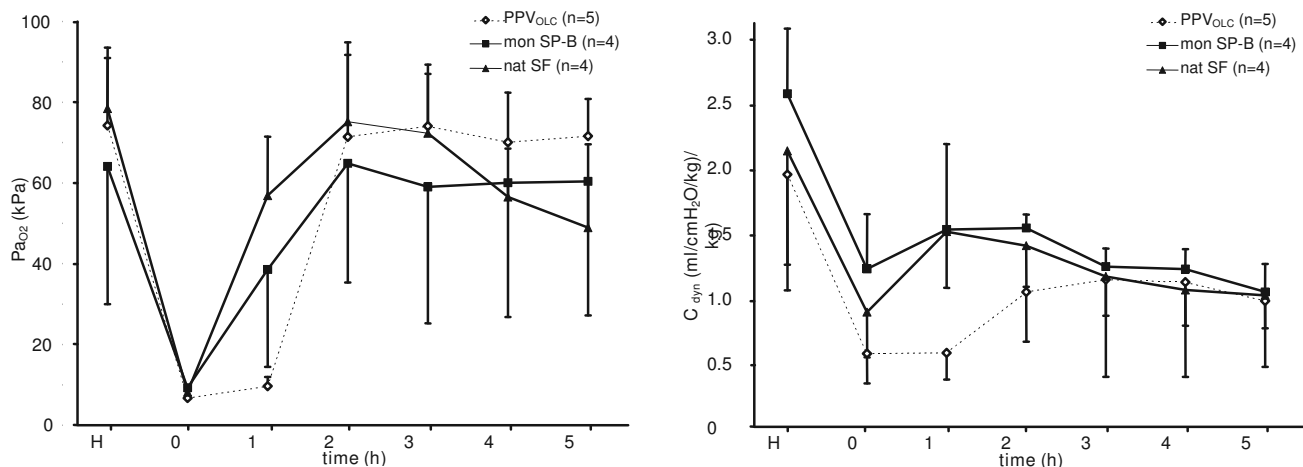 PPVOLC (n=5)
mon SP-B (n=4)
nat SF (n=4)
100
80
60
40
20
0
PaO2 (kPa)
H 0 1 2 3 4 5
time (h)
PPVOLC (n=5)
mon SP-B (n=4)
nat SF (n=4)
3.0
2.5
2.0
1.5
1.0
0.5
0
C dyn (ml/cmH2O/kg)/
kg)
H 0 1 2 3 4 5
time (h)